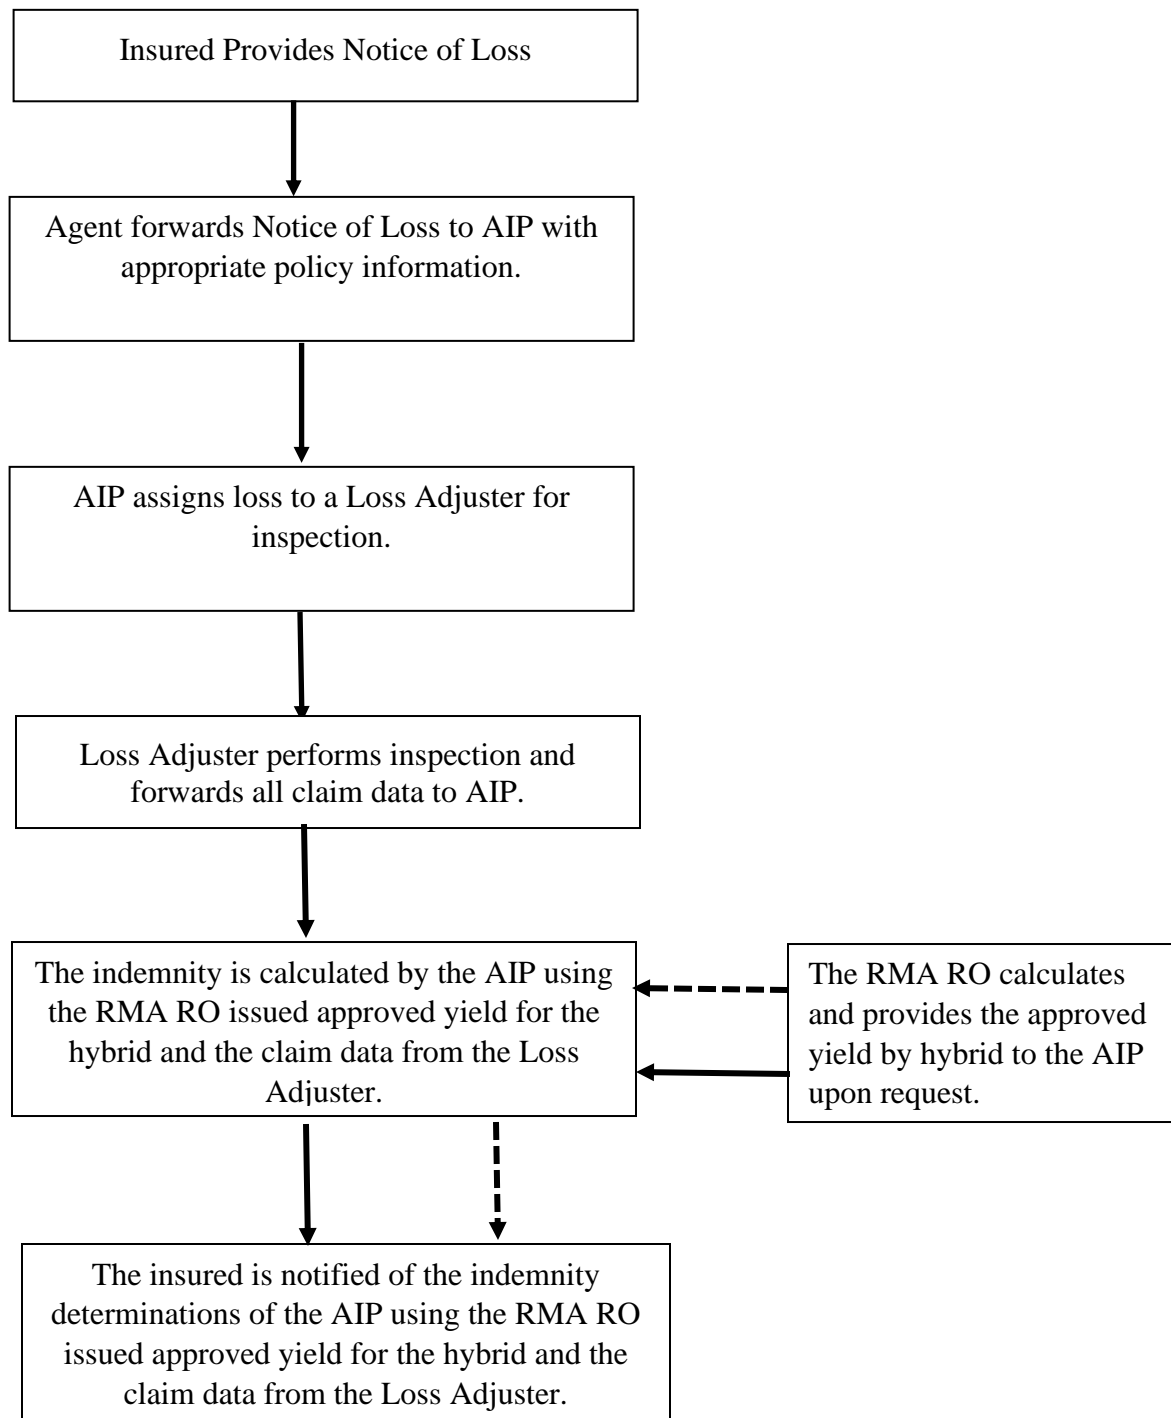 Insured Provides Notice of Loss
Agent forwards Notice of Loss to AIP with
appropriate policy information.
AIP assigns loss to a Loss Adjuster for
inspection.
Loss Adjuster performs inspection and
forwards all claim data to AIP.
The indemnity is calculated by the AIP using
the RMA RO issued approved yield for the
hybrid and the claim data from the Loss
Adjuster.
The RMA RO calculates
and provides the approved
yield by hybrid to the AIP
upon request.
The insured is notified of the indemnity
determinations of the AIP using the RMA RO
issued approved yield for the hybrid and the
claim data from the Loss Adjuster.